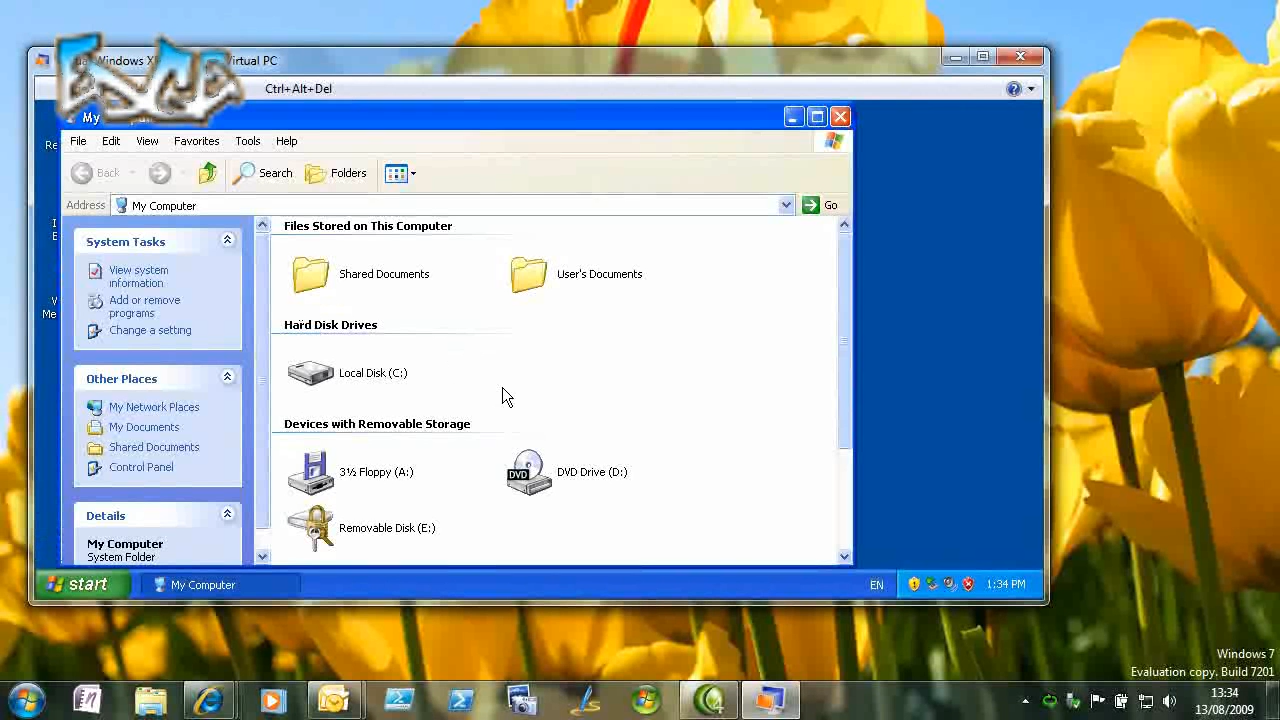 Windows X
Virtual PC
Ctrl+Alt+Del
My
File Edit View Favorites Tools Help
Back Search Folders
Address My Computer Go
System Tasks
View system
information
Add or remove
programs
Change a setting
Other Places
My Network Places
My Documents
Shared Documents
Control Panel
Details
My Computer
System Folder
Files Stored on This Computer
Shared Documents User's Documents
Hard Disk Drives
Local Disk (C:)
Devices with Removable Storage
3½ Floppy (A:) DVD DVD Drive (D:)
Removable Disk (E:)
start My Computer EN 1:34 PM
Windows 7
Evaluation copy. Build 7201
13:34
13/08/2009